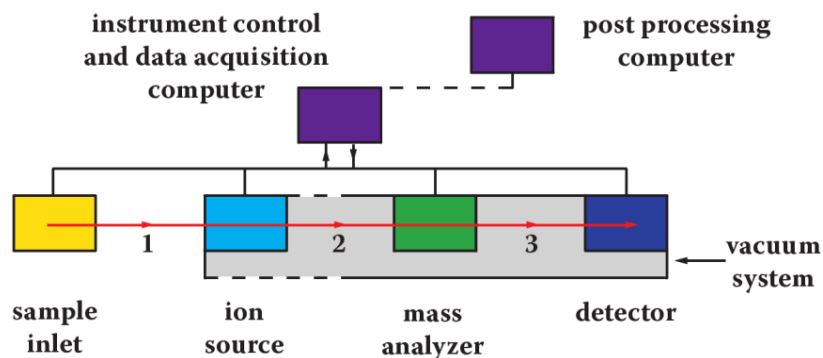 instrument control
and data acquisition
computer
post processing
computer
1
2
3
vacuum
system
sample
inlet
ion
source
mass
analyzer
detector